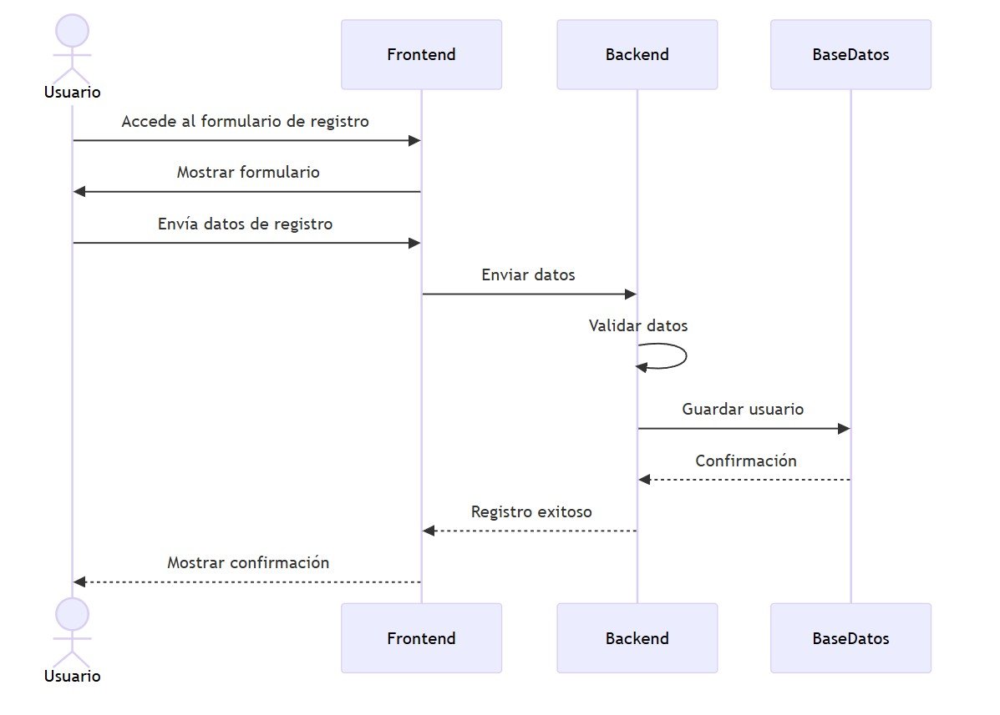 Usuario
Frontend
Backend
BaseDatos
Accede al formulario de registro
Mostrar formulario
Envía datos de registro
Enviar datos
Validar datos
Guardar usuario
Confirmación
Registro exitoso
Mostrar confirmación
Usuario
Frontend
Backend
BaseDatos